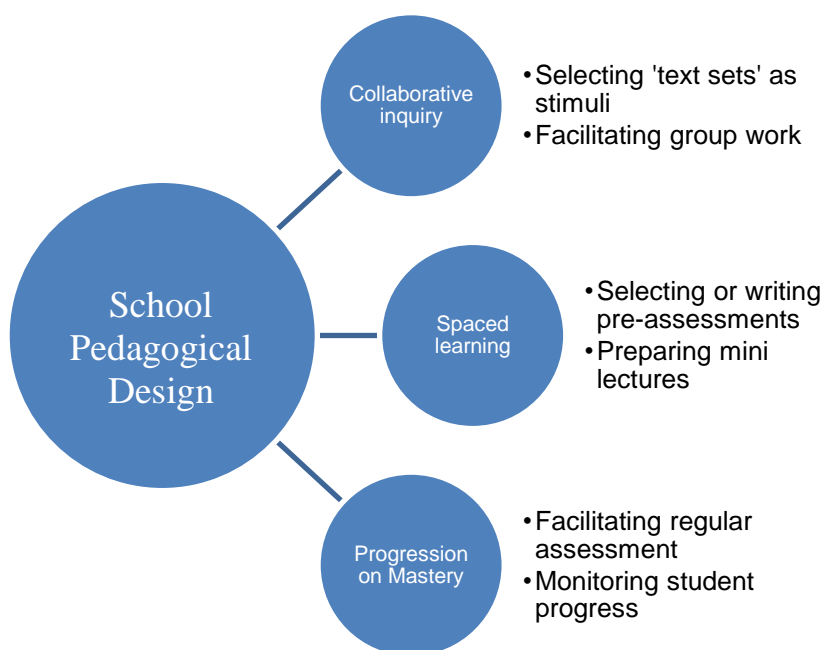 School
Pedagogical
Design
Collaborative
inquiry
•Selecting 'text sets' as
stimuli
•Facilitating group work
Spaced
learning
•Selecting or writing
pre-assessments
•Preparing mini
lectures
Progression
on Mastery
•Facilitating regular
assessment
•Monitoring student
progress